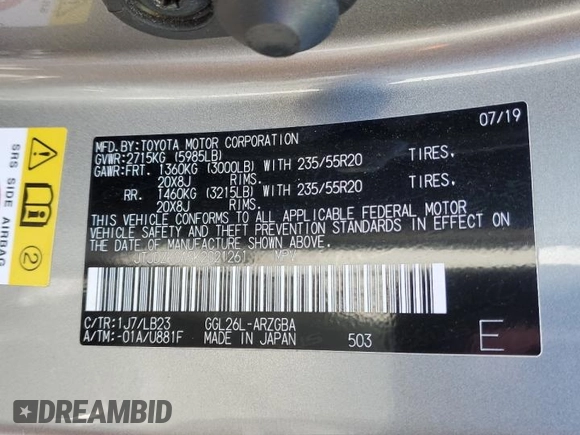 07/19
MFD.BY:TOYOTA MOTOR CORPORATION
GVWR:2715KG (5985LB)
GAWR:FRT. 1360KG (3000LB) WITH 235/55R20 TIRES,
20X8J RIMS.
RR. 1460KG (3215LB) WITH 235/55R20 TIRES,
20X8J RIMS.
THIS VEHICLE CONFORMS TO ALL APPLICABLE FEDERAL MOTOR
VEHICLE SAFETY AND THEFT PREVENTION STANDARDS IN EFFECT ON
THE DATE OF MANUFACTURE SHOWN ABOVE.
C/TR:1J7/LB23 GGL26L-ARZGBA
A/TM:-01A/U881F MADE IN JAPAN 503
E
SRS SIDE AIRBAG
2
DREAMBID